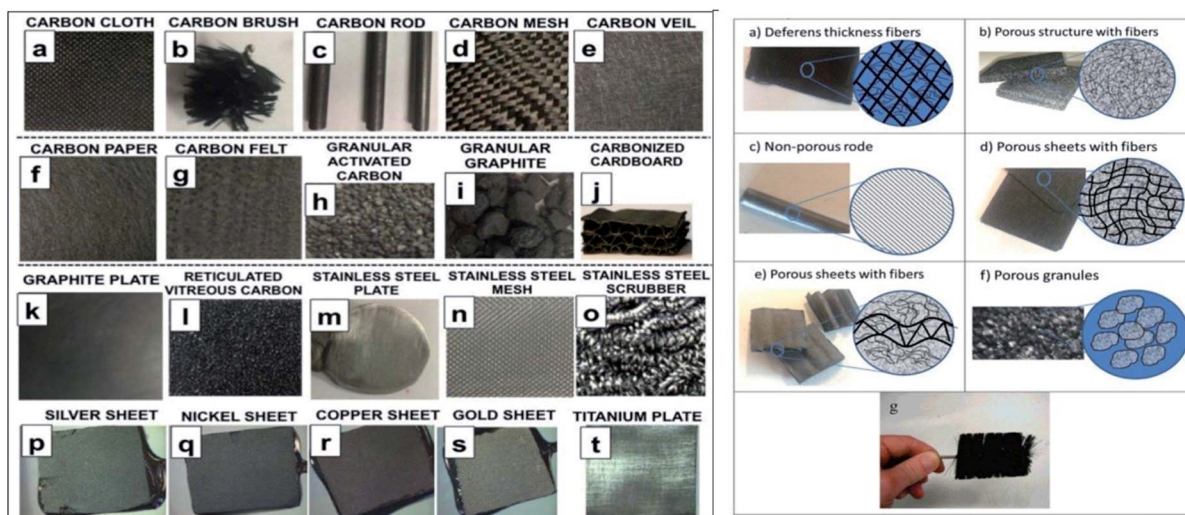 CARBON CLOTH
CARBON BRUSH
CARBON ROD
CARBON MESH
CARBON VEIL
a
b
c
d
e
CARBON PAPER
CARBON FELT
GRANULAR
ACTIVATED
CARBON
GRANULAR
GRAPHITE
CARBONIZED
CARDBOARD
f
g
h
i
j
GRAPHITE PLATE
RETICULATED
VITREOUS CARBON
STAINLESS STEEL
PLATE
STAINLESS STEEL
MESH
STAINLESS STEEL
SCRUBBER
k
l
m
n
o
SILVER SHEET
NICKEL SHEET
COPPER SHEET
GOLD SHEET
TITANIUM PLATE
p
q
r
s
t
a) Deferens thickness fibers
b) Porous structure with fibers
c) Non-porous rode
d) Porous sheets with fibers
e) Porous sheets with fibers
f) Porous granules
g